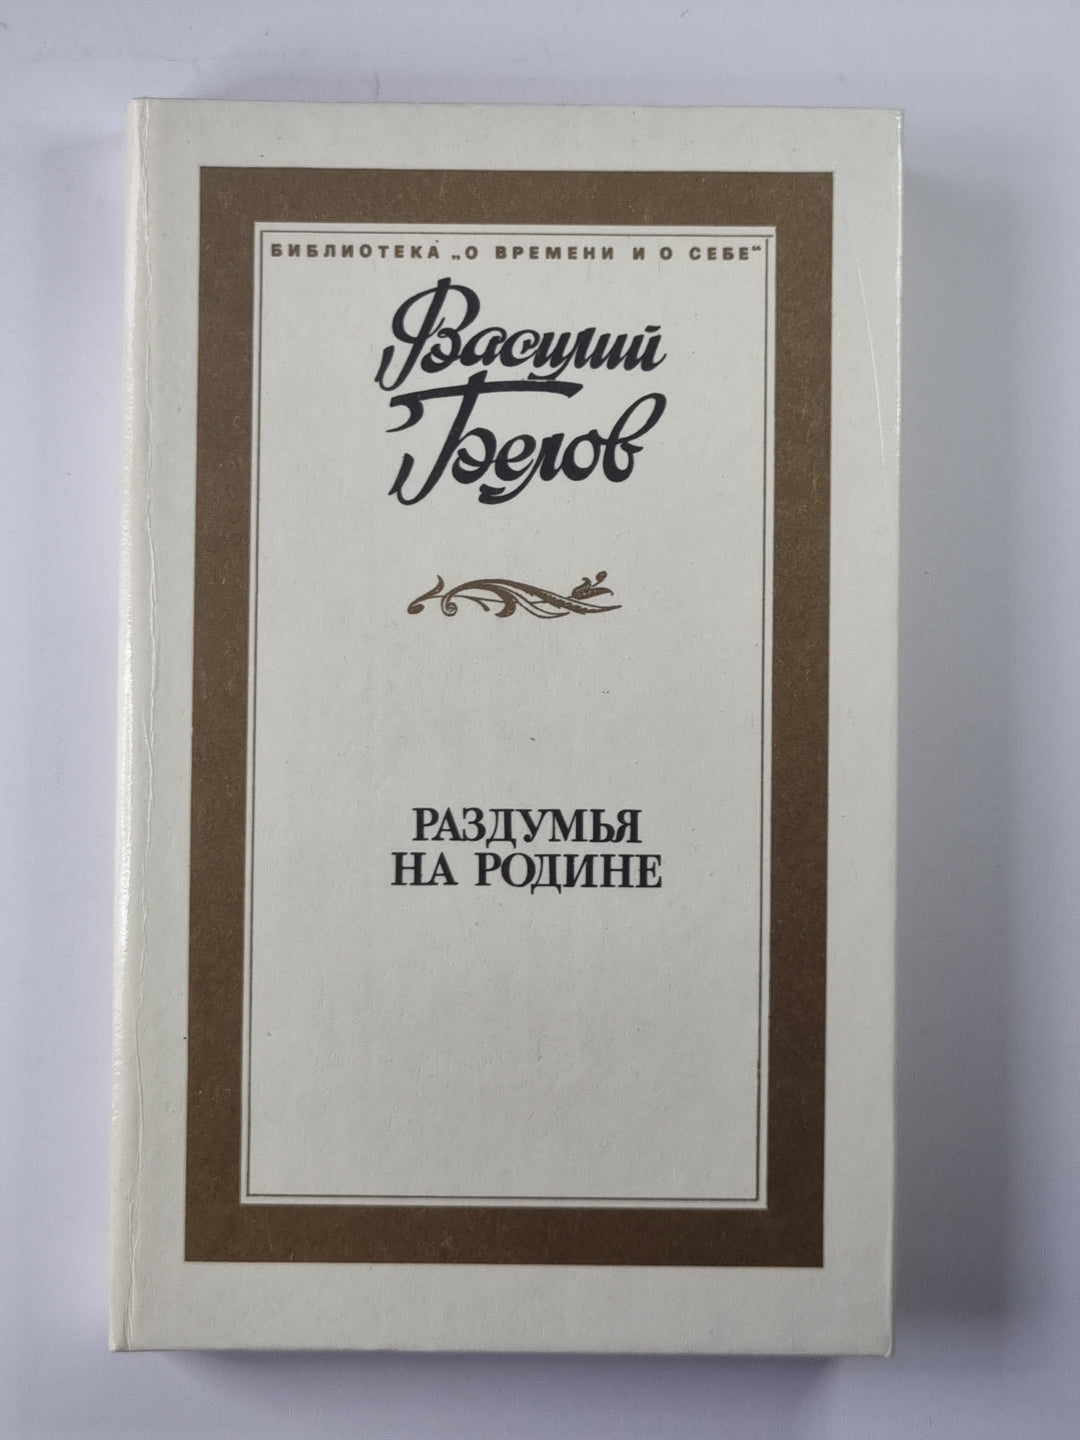 БИБЛИОТЕКА „О ВРЕМЕНИ И О СЕБЕ“
Василий
Белов
РАЗДУМЬЯ
НА РОДИНЕ